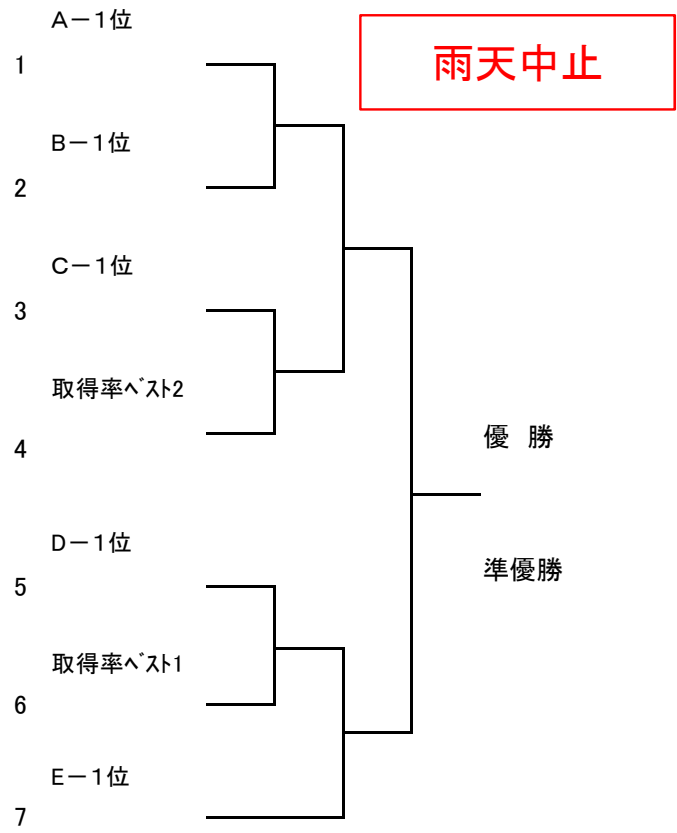 A－1位
雨天中止
1
B－1位
2
C－1位
3
取得率ﾍﾞｽﾄ2
4
優　勝
D－1位
準優勝
5
取得率ﾍﾞｽﾄ1
6
E－1位
7